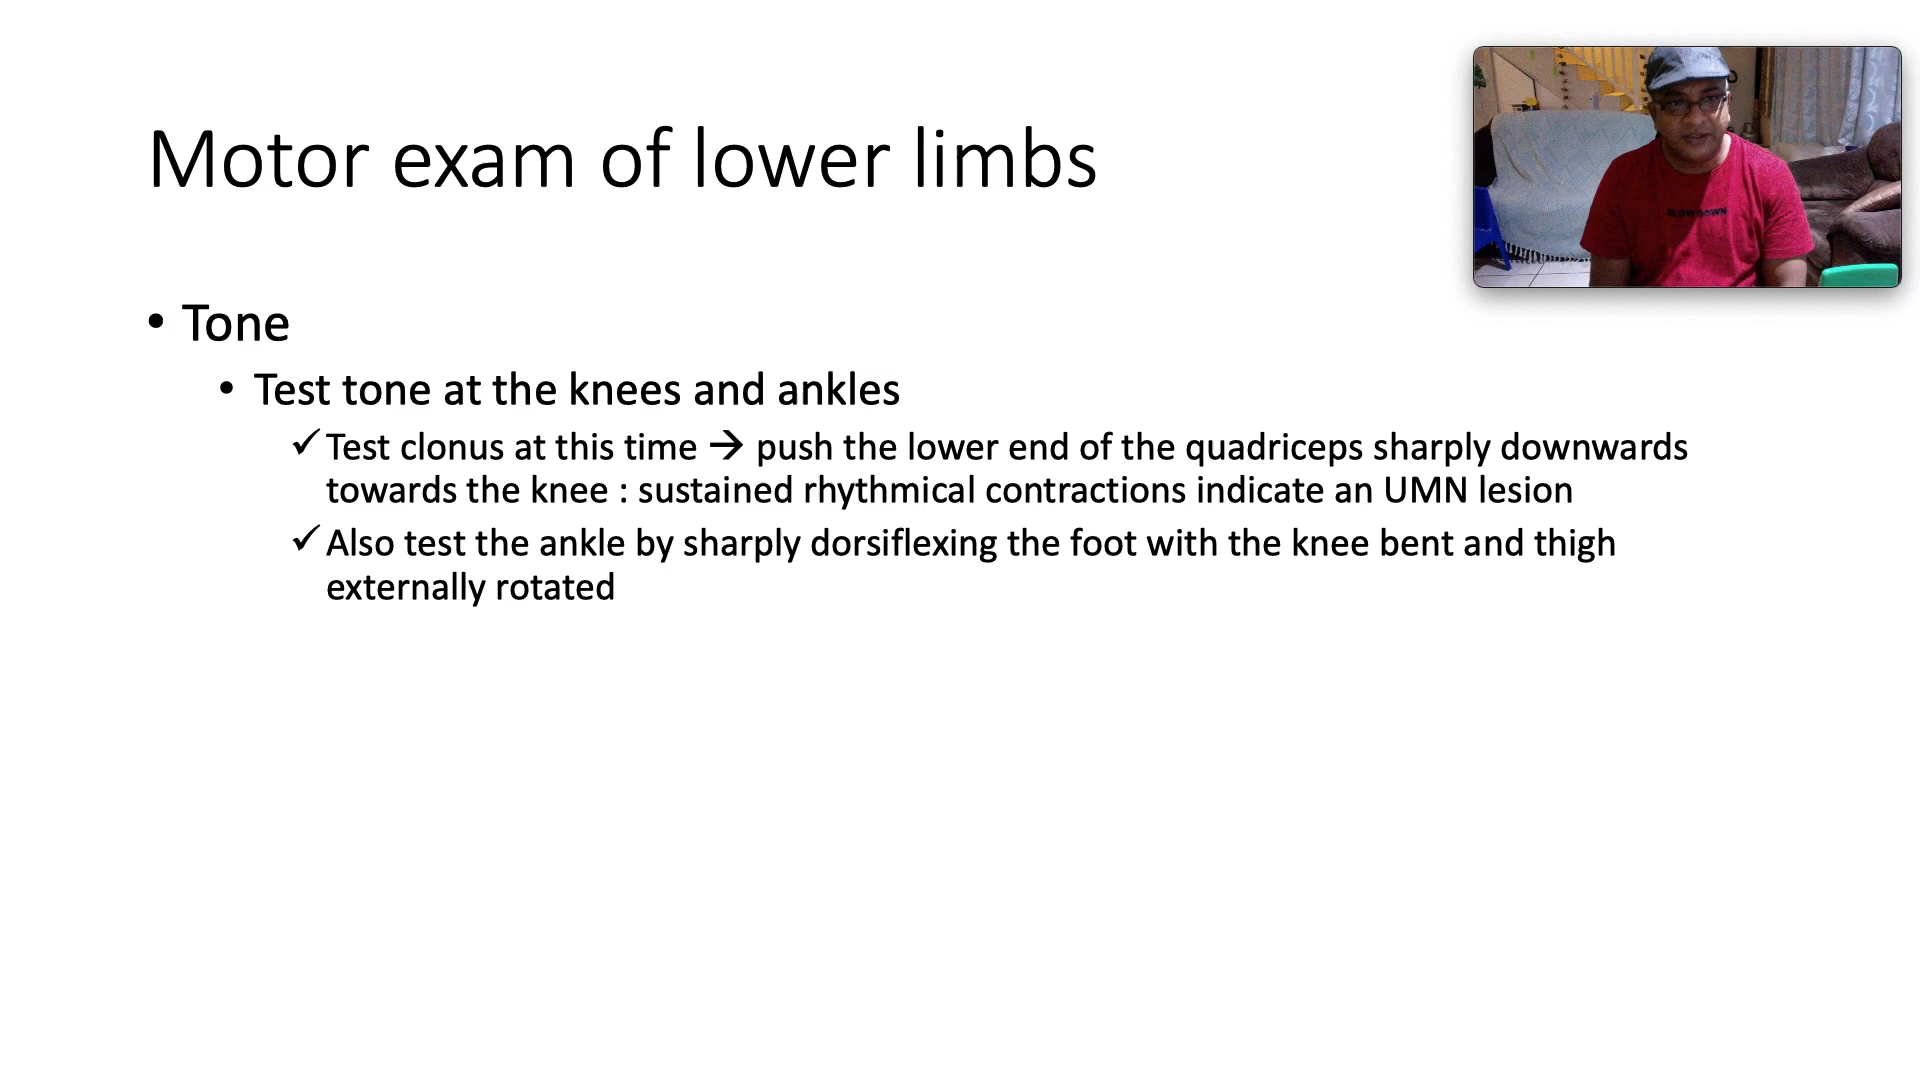 Motor exam of lower limbs
• Tone
• Test tone at the knees and ankles
✓ Test clonus at this time → push the lower end of the quadriceps sharply downwards
towards the knee : sustained rhythmical contractions indicate an UMN lesion
✓ Also test the ankle by sharply dorsiflexing the foot with the knee bent and thigh
externally rotated